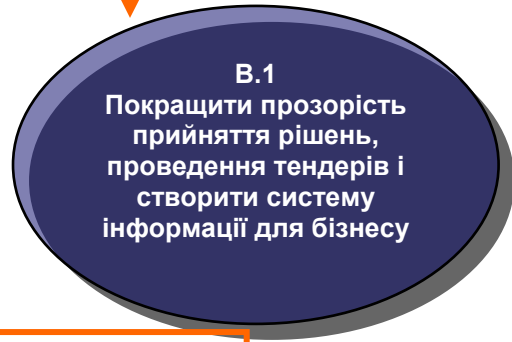 В.1
Покращити прозорість
прийняття рішень,
проведення тендерів і
створити систему
інформації для бізнесу